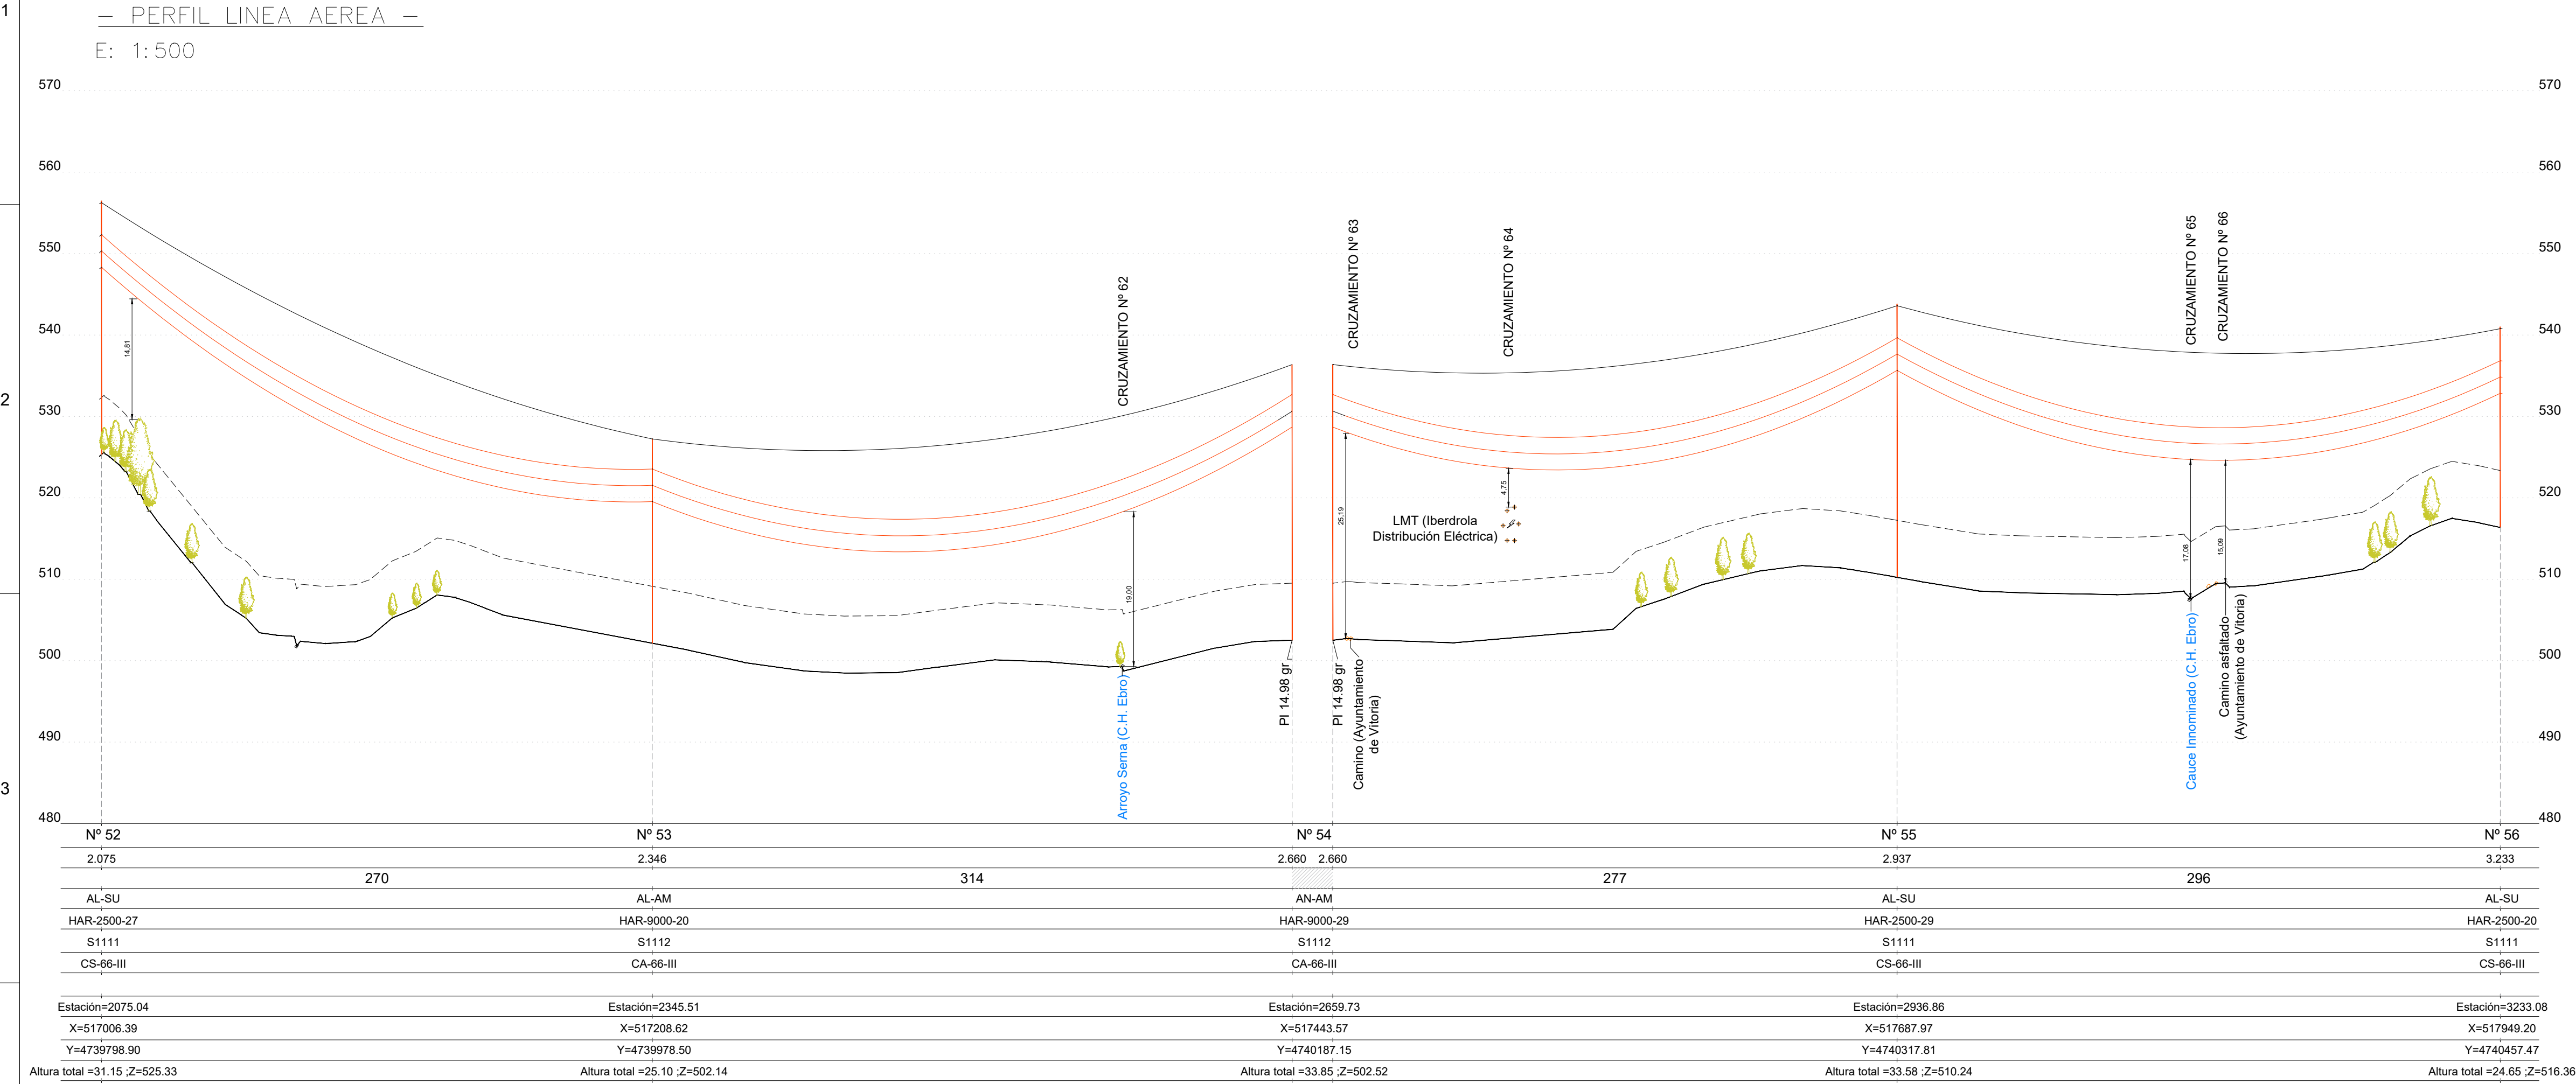 1
— PERFIL LINEA AEREA —
E: 1:500
570 570
560 560
550 550
540 540
530 530
520 520
510 510
500 500
490 490
480 480
2
3
CRUZAMIENTO Nº 62
CRUZAMIENTO Nº 63
CRUZAMIENTO Nº 64
CRUZAMIENTO Nº 65
CRUZAMIENTO Nº 66
14,81
19,00
25,19
4,75
17,08
15,09
LMT (Iberdrola
Distribución Eléctrica)
Arroyo Serna (C.H. Ebro)
PI 14.98 gr
PI 14.98 gr
Camino (Ayuntamiento
de Vitoria)
Cauce Innominado (C.H. Ebro)
Camino asfaltado
(Ayuntamiento de Vitoria)
Nº 52 Nº 53 Nº 54 Nº 55 Nº 56
2.075 2.346 2.660 2.660 2.937 3.233
270 314 277 296
AL-SU AL-AM AN-AM AL-SU AL-SU
HAR-2500-27 HAR-9000-20 HAR-9000-29 HAR-2500-29 HAR-2500-20
S1111 S1112 S1112 S1111 S1111
CS-66-III CA-66-III CA-66-III CS-66-III CS-66-III
Estación=2075.04 Estación=2345.51 Estación=2659.73 Estación=2936.86 Estación=3233.08
X=517006.39 X=517208.62 X=517443.57 X=517687.97 X=517949.20
Y=4739798.90 Y=4739978.50 Y=4740187.15 Y=4740317.81 Y=4740457.47
Altura total =31.15 ;Z=525.33 Altura total =25.10 ;Z=502.14 Altura total =33.85 ;Z=502.52 Altura total =33.58 ;Z=510.24 Altura total =24.65 ;Z=516.36